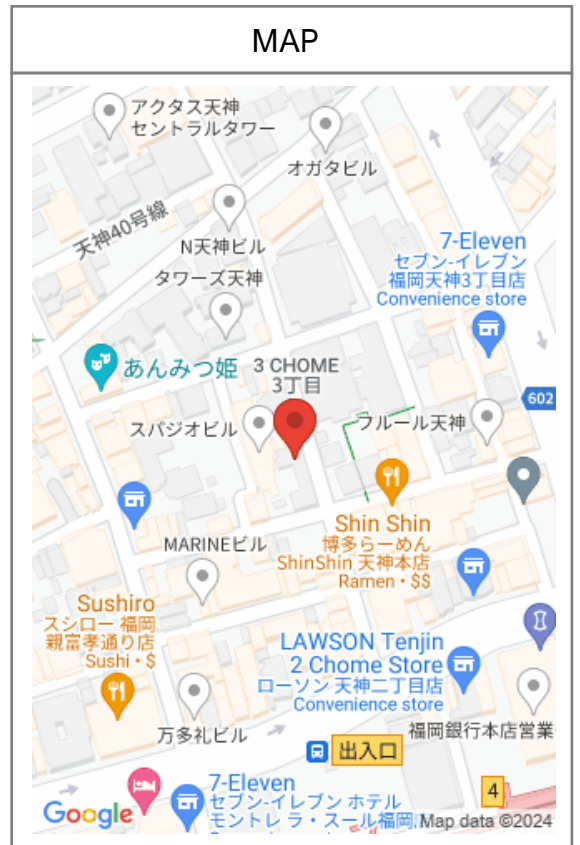 MAP
アクタス天神
セントラルタワー
オガタビル
天神40号線
N天神ビル
タワーズ天神
7-Eleven
セブン-イレブン
福岡天神3丁目店
Convenience store
あんみつ姫
3 CHOME
3丁目
602
スパジオビル
フルール天神
Shin Shin
博多らーめん
ShinShin 天神本店
Ramen・$$
MARINEビル
Sushiro
スシロー 福岡
親富孝通り店
Sushi・$
LAWSON Tenjin
2 Chome Store
ローソン 天神二丁目店
Convenience store
万多礼ビル
福岡銀行本店営業
出入口
4
7-Eleven
セブン-イレブン ホテル
モントレ ラ・スール福岡
Google
Map data ©2024